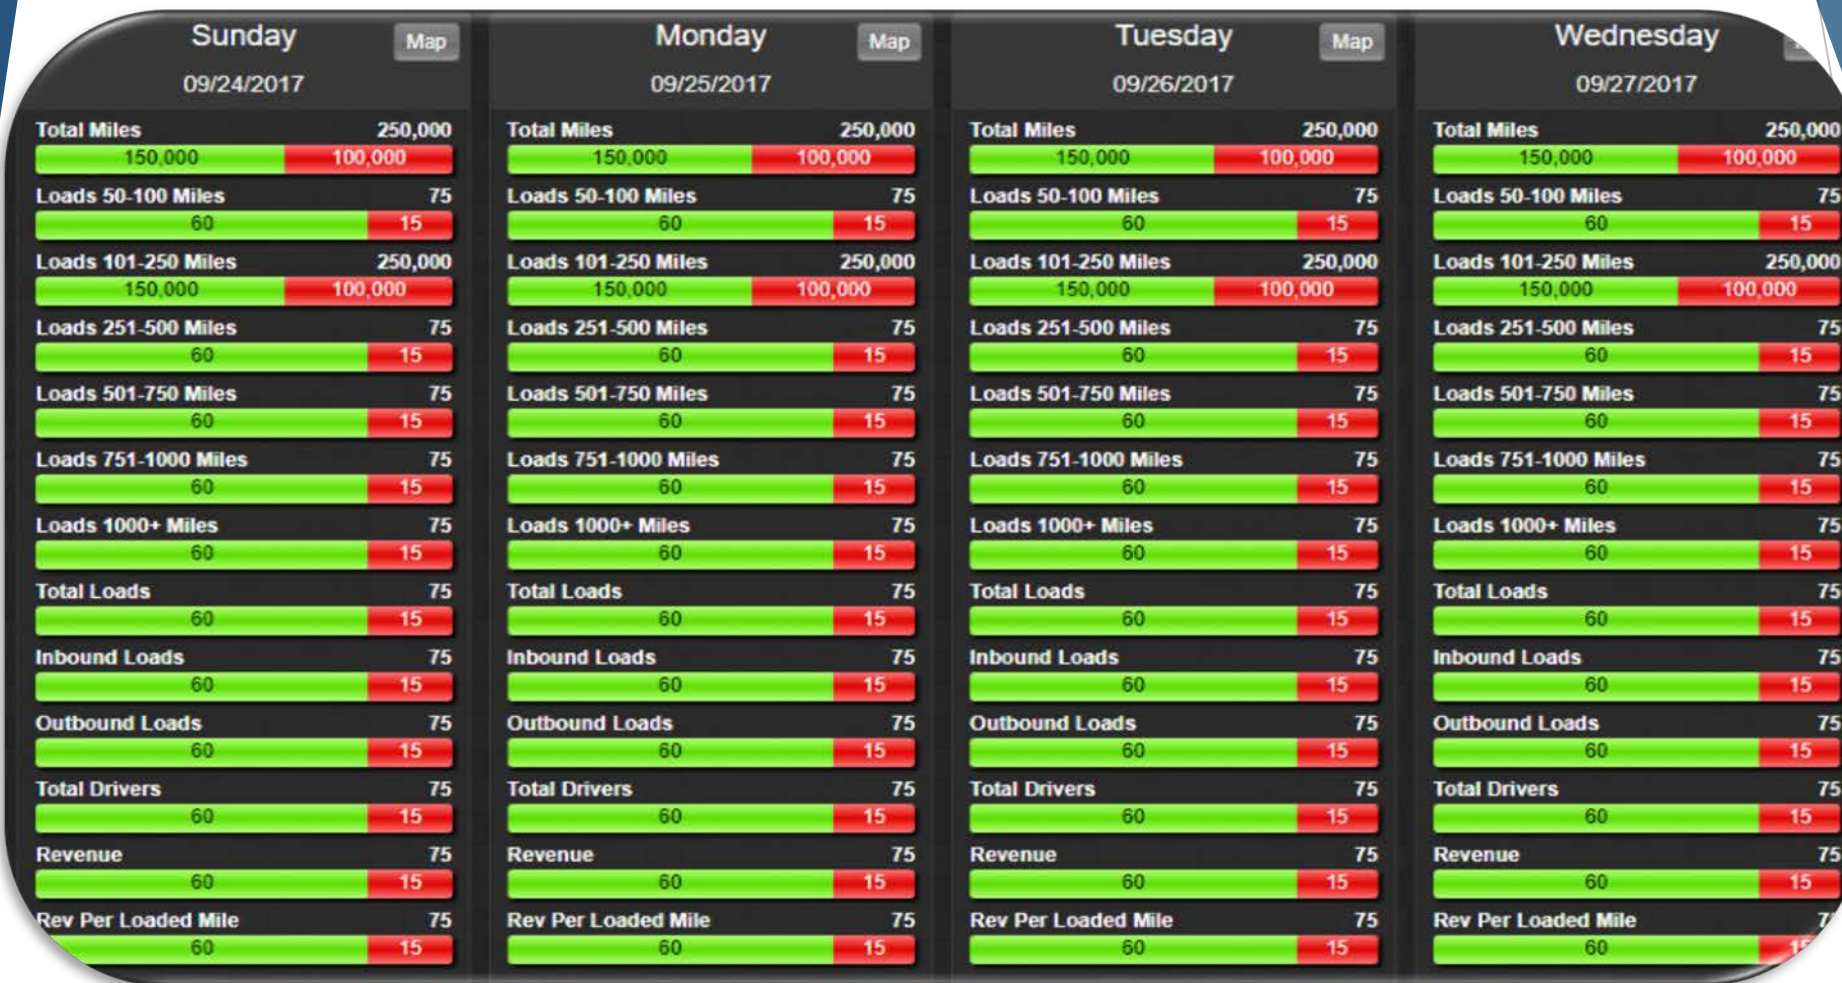 Sunday Map Monday Map Tuesday Map Wednesday
09/24/2017 09/25/2017 09/26/2017 09/27/2017
Total Miles 250,000 Total Miles 250,000 Total Miles 250,000 Total Miles 250,000
150,000 100,000 150,000 100,000 150,000 100,000 150,000 100,000
Loads 50-100 Miles 75 Loads 50-100 Miles 75 Loads 50-100 Miles 75 Loads 50-100 Miles 75
60 15 60 15 60 15 60 15
Loads 101-250 Miles 250,000 Loads 101-250 Miles 250,000 Loads 101-250 Miles 250,000 Loads 101-250 Miles 250,000
150,000 100,000 150,000 100,000 150,000 100,000 150,000 100,000
Loads 251-500 Miles 75 Loads 251-500 Miles 75 Loads 251-500 Miles 75 Loads 251-500 Miles 75
60 15 60 15 60 15 60 15
Loads 501-750 Miles 75 Loads 501-750 Miles 75 Loads 501-750 Miles 75 Loads 501-750 Miles 75
60 15 60 15 60 15 60 15
Loads 751-1000 Miles 75 Loads 751-1000 Miles 75 Loads 751-1000 Miles 75 Loads 751-1000 Miles 75
60 15 60 15 60 15 60 15
Loads 1000+ Miles 75 Loads 1000+ Miles 75 Loads 1000+ Miles 75 Loads 1000+ Miles 75
60 15 60 15 60 15 60 15
Total Loads 75 Total Loads 75 Total Loads 75 Total Loads 75
60 15 60 15 60 15 60 15
Inbound Loads 75 Inbound Loads 75 Inbound Loads 75 Inbound Loads 75
60 15 60 15 60 15 60 15
Outbound Loads 75 Outbound Loads 75 Outbound Loads 75 Outbound Loads 75
60 15 60 15 60 15 60 15
Total Drivers 75 Total Drivers 75 Total Drivers 75 Total Drivers 75
60 15 60 15 60 15 60 15
Revenue 75 Revenue 75 Revenue 75 Revenue 75
60 15 60 15 60 15 60 15
Rev Per Loaded Mile 75 Rev Per Loaded Mile 75 Rev Per Loaded Mile 75 Rev Per Loaded Mile
60 15 60 15 60 15 60